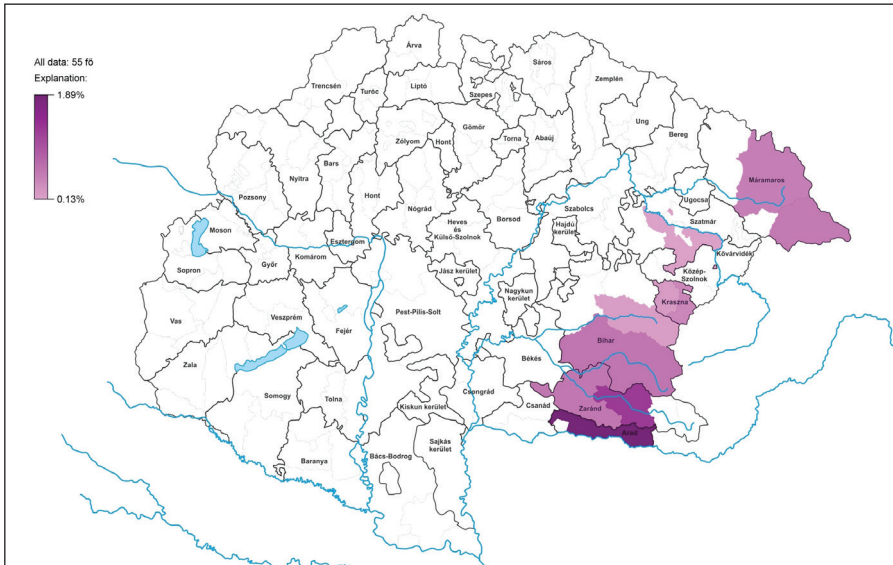 All data: 55 fö
Explanation:
1.89%
0.13%
Árva
Trencsén
Turóc
Liptó
Szepes
Sáros
Zemplén
Ung
Bereg
Máramaros
Ugocsa
Szatmár
Kővárvidék
Közép-
Szolnok
Kraszna
Zólyom
Hont
Gömör
Torna
Abaúj
Bars
Nyitra
Pozsony
Hont
Nógrád
Borsod
Szabolcs
Hajdú
kerület
Heves
és
Külső-Szolnok
Moson
Sopron
Győr
Komárom
Esztergom
Jász kerület
Nagykun
kerület
Vas
Veszprém
Fejér
Pest-Pilis-Solt
Bihar
Békés
Zala
Somogy
Tolna
Kiskun kerület
Csongrád
Csanád
Zaránd
Arad
Baranya
Bács-Bodrog
Sajkás
kerület